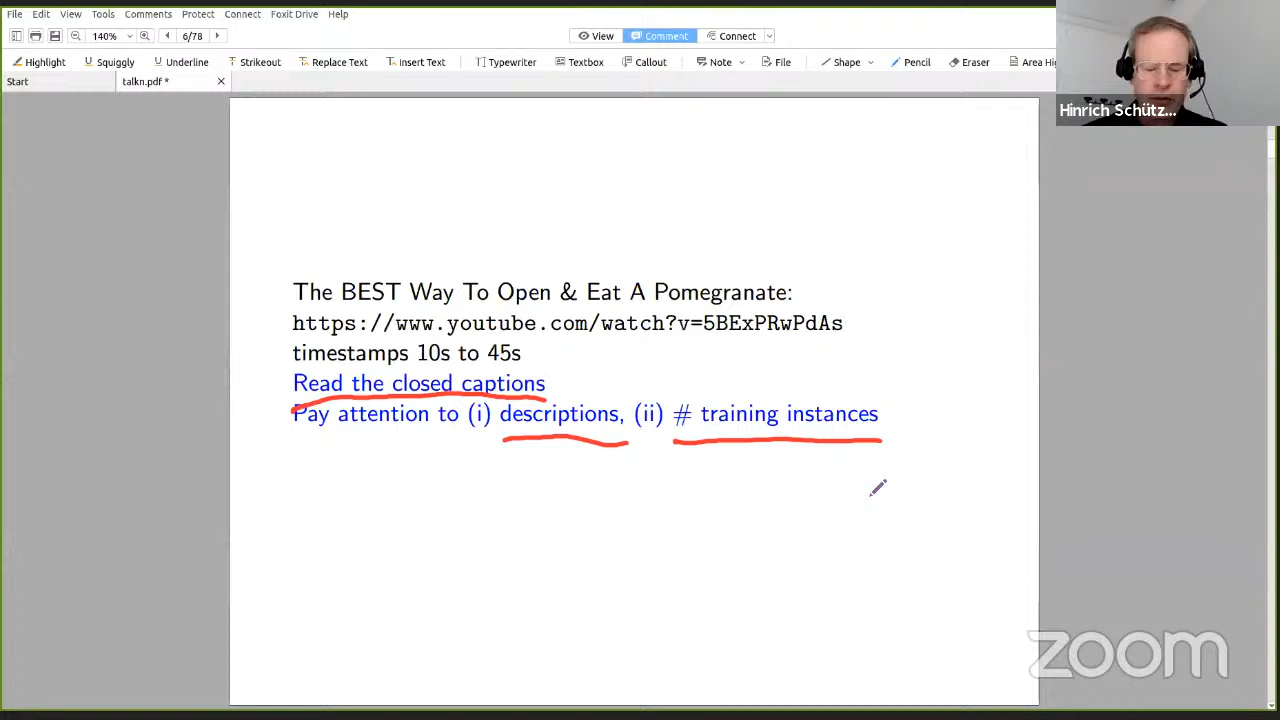 File Edit View Tools Comments Protect Connect Foxit Drive Help
140% 6/78 View Comment Connect
Highlight Squiggly Underline Strikeout Replace Text Insert Text Typewriter Textbox Callout Note File Shape Pencil Eraser Area Hi
Start talkn.pdf *
Hinrich Schütz...
The BEST Way To Open & Eat A Pomegranate:
https://www.youtube.com/watch?v=5BExPRwPdAs
timestamps 10s to 45s
Read the closed captions
Pay attention to (i) descriptions, (ii) # training instances
zoom